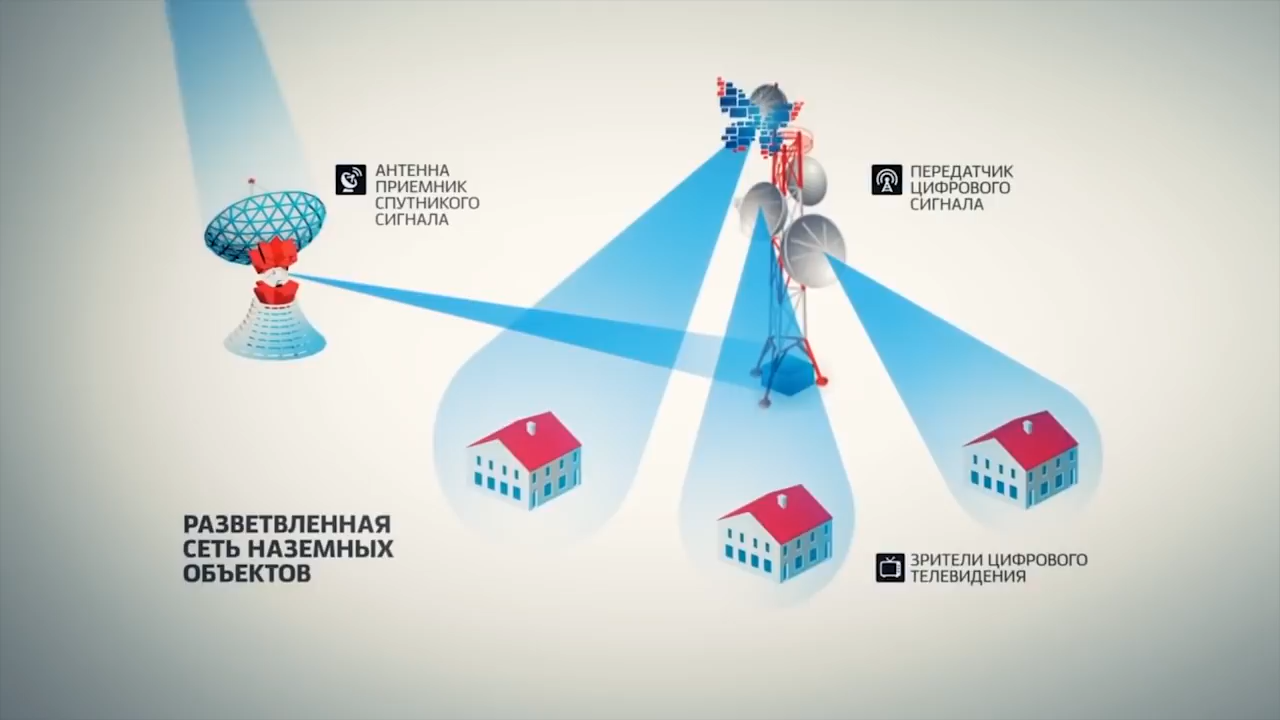 АНТЕННА
ПРИЕМНИК
СПУТНИКОГО
СИГНАЛА
ПЕРЕДАТЧИК
ЦИФРОВОГО
СИГНАЛА
РАЗВЕТВЛЕННАЯ
СЕТЬ НАЗЕМНЫХ
ОБЪЕКТОВ
ЗРИТЕЛИ ЦИФРОВОГО
ТЕЛЕВИДЕНИЯ